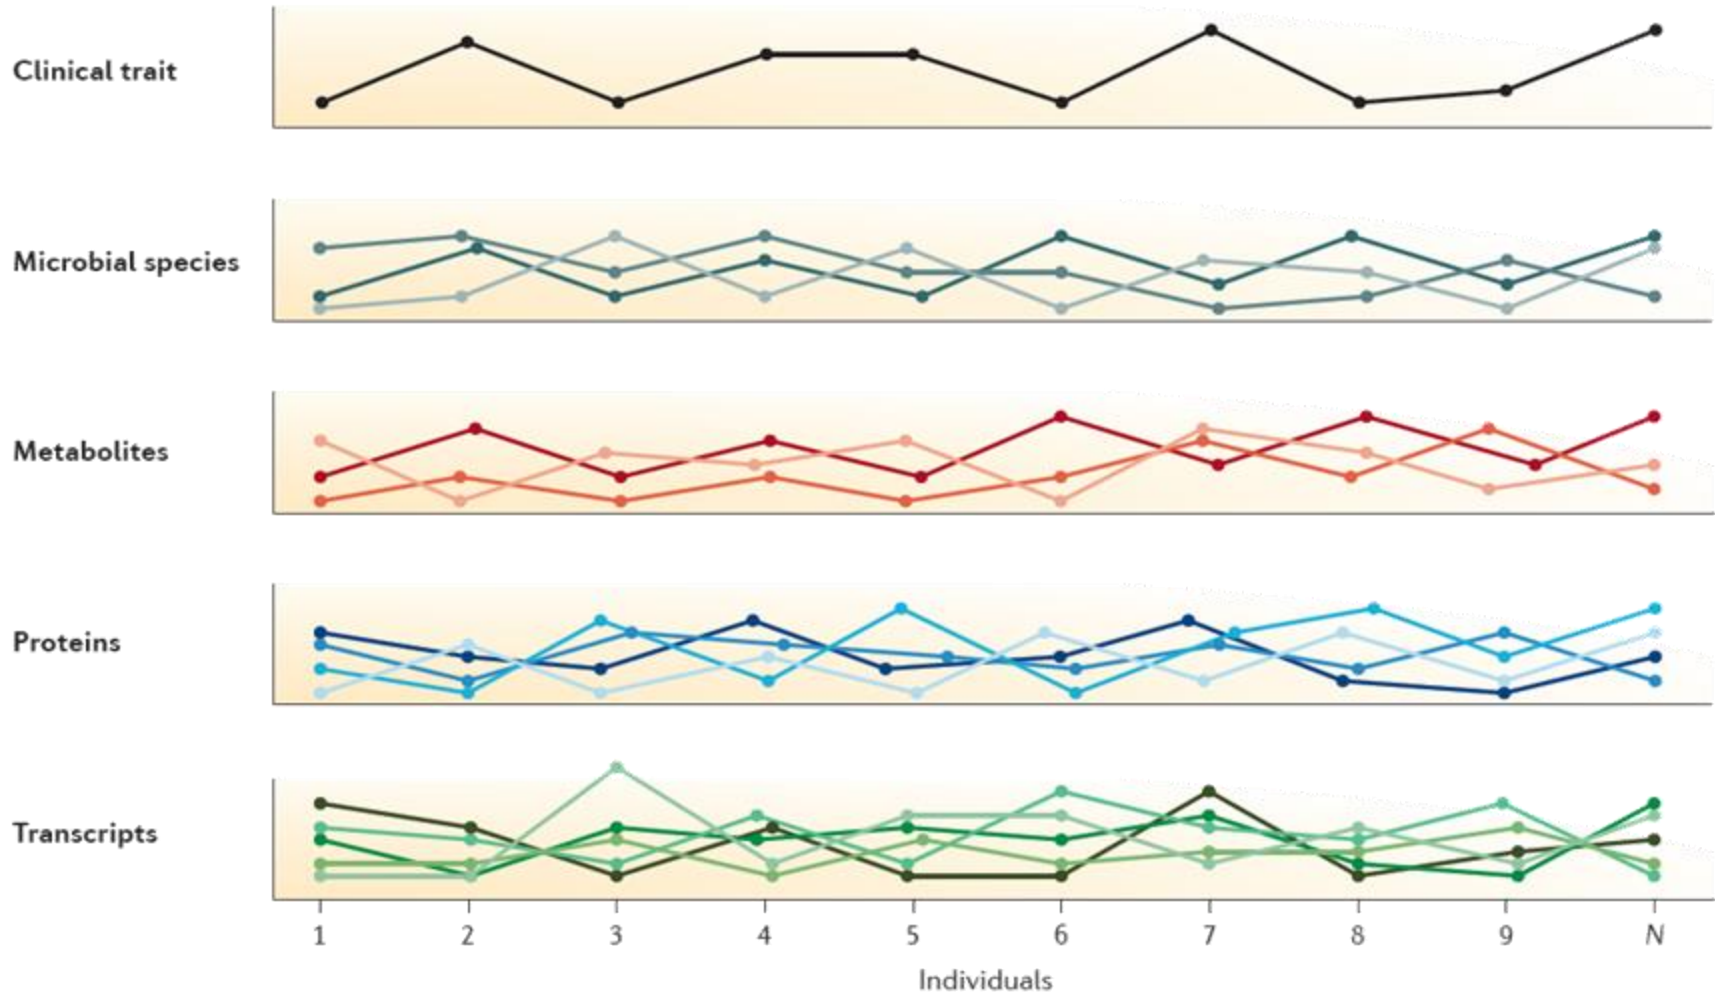 Clinical trait
Microbial species
Metabolites
Proteins
Transcripts
1 2 3 4 5 6 7 8 9 N
Individuals